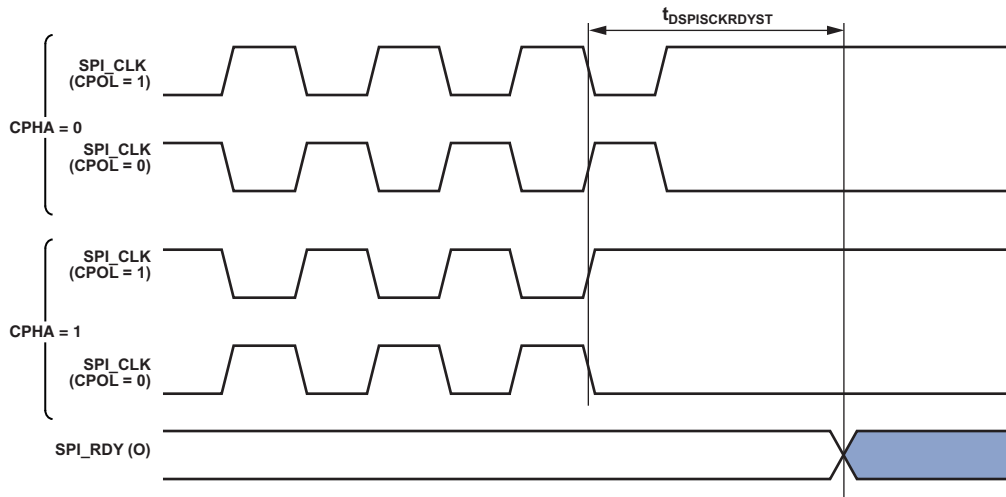 tDSPISCKRDYST
SPI_CLK
(CPOL = 1)
CPHA = 0
SPI_CLK
(CPOL = 0)
SPI_CLK
(CPOL = 1)
CPHA = 1
SPI_CLK
(CPOL = 0)
SPI_RDY (O)